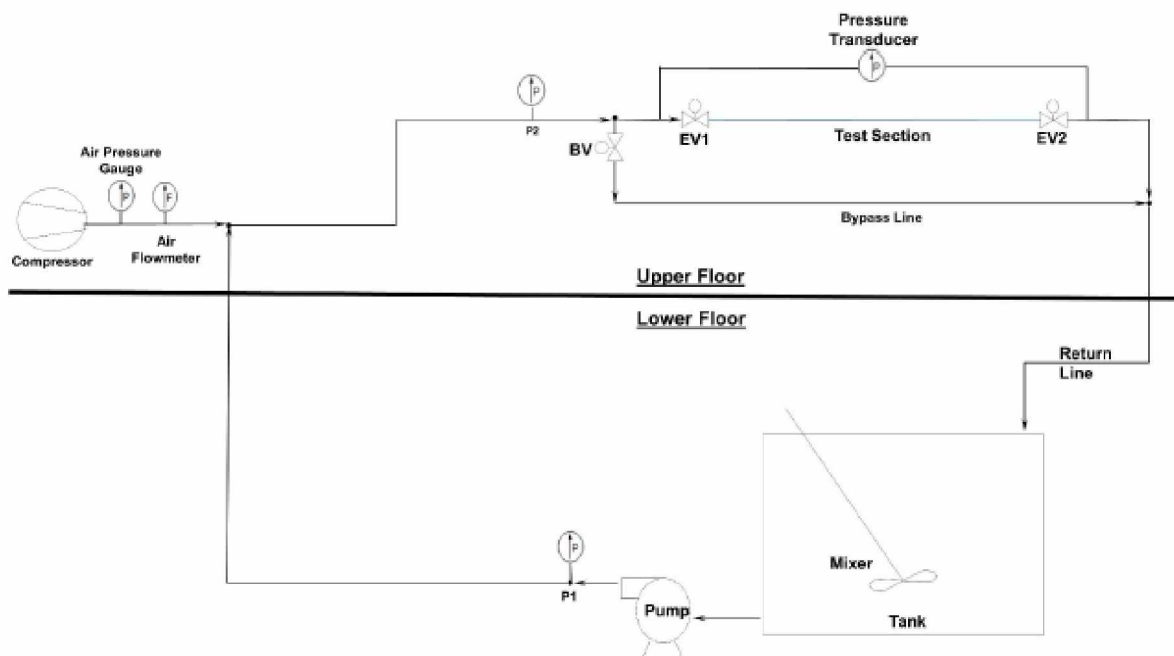 Pressure
Transducer
P
P
P2
EV1
Test Section
EV2
BV
Air Pressure
Gauge
P
F
Bypass Line
Air
Flowmeter
Compressor
Upper Floor
Lower Floor
Return
Line
P
P1
Pump
Mixer
Tank